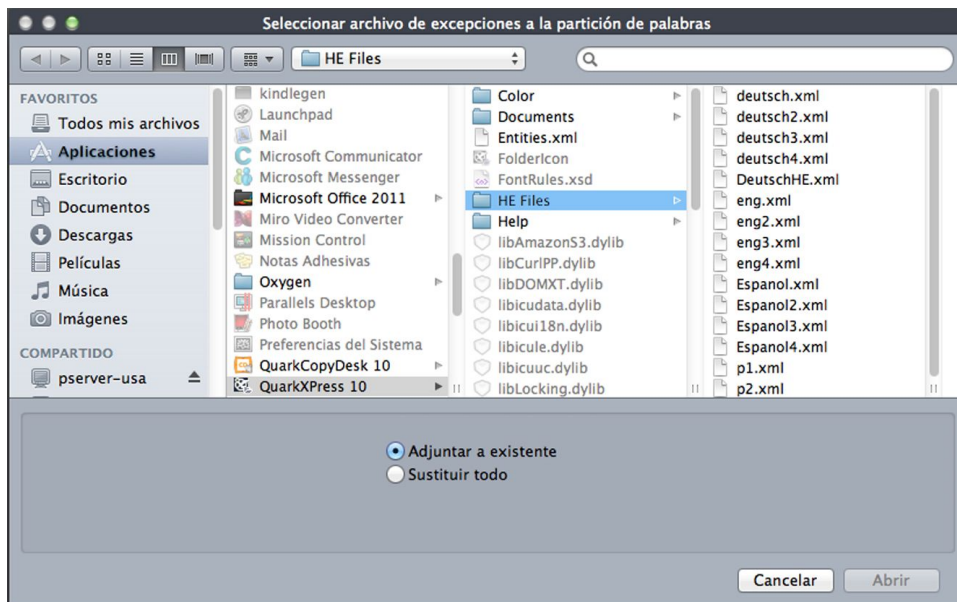 Seleccionar archivo de excepciones a la partición de palabras
HE Files
FAVORITOS
Todos mis archivos
Aplicaciones
Escritorio
Documentos
Descargas
Películas
Música
Imágenes
COMPARTIDO
pserver-usa
kindlegen
Launchpad
Mail
Microsoft Communicator
Microsoft Messenger
Microsoft Office 2011
Miro Video Converter
Mission Control
Notas Adhesivas
Oxygen
Parallels Desktop
Photo Booth
Preferencias del Sistema
QuarkCopyDesk 10
QuarkXPress 10
Color
Documents
Entities.xml
FolderIcon
FontRules.xsd
HE Files
Help
libAmazonS3.dylib
libCurlPP.dylib
libDOMXT.dylib
libicudata.dylib
libicui18n.dylib
libicule.dylib
libicuuc.dylib
libLocking.dylib
deutsch.xml
deutsch2.xml
deutsch3.xml
deutsch4.xml
DeutschHE.xml
eng.xml
eng2.xml
eng3.xml
eng4.xml
Espanol.xml
Espanol2.xml
Espanol3.xml
Espanol4.xml
p1.xml
p2.xml
Adjuntar a existente
Sustituir todo
Cancelar
Abrir